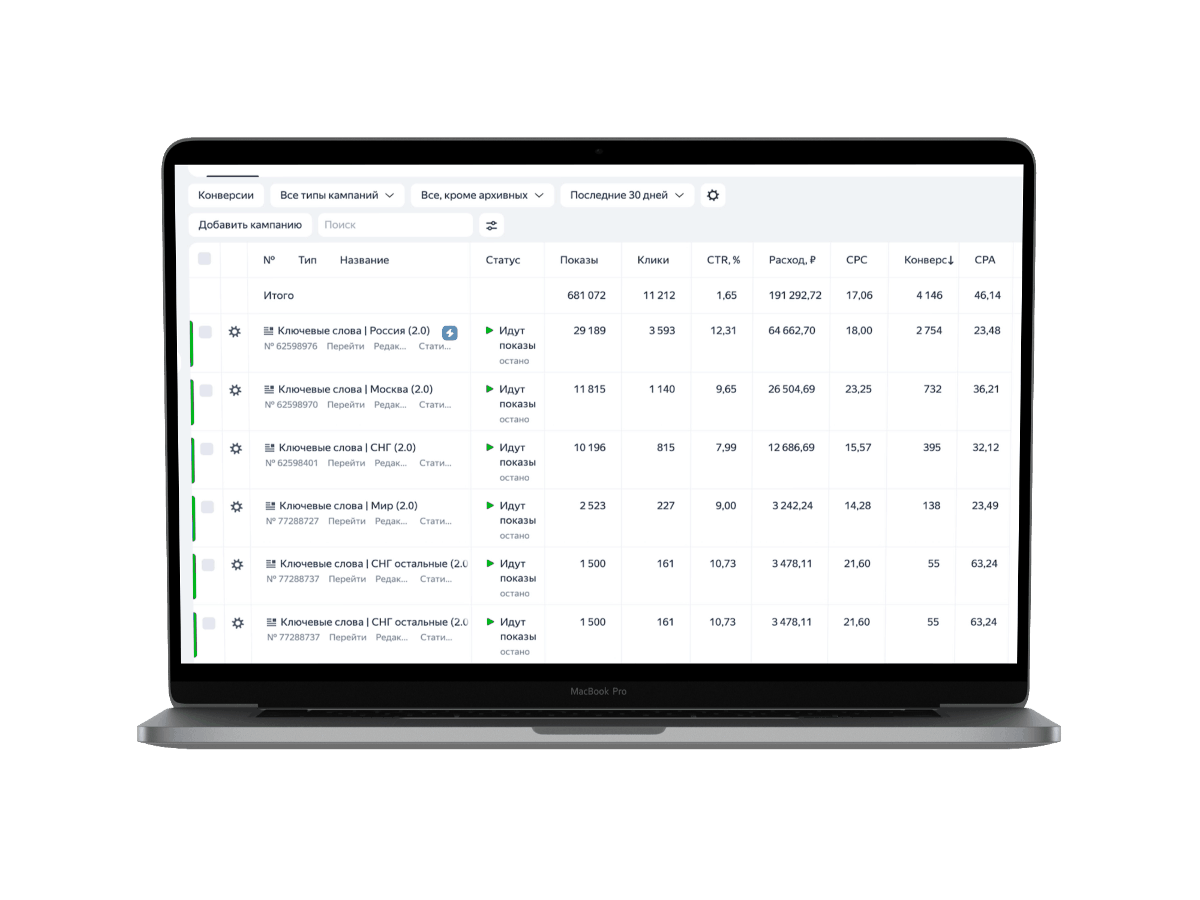 Конверсии Все типы кампаний Все, кроме архивных Последние 30 дней
Добавить кампанию Поиск
№ Тип Название Статус Показы Клики CTR, % Расход, ₽ CPC Конверс↓ CPA
Итого 681 072 11 212 1,65 191 292,72 17,06 4 146 46,14
Ключевые слова | Россия (2.0) Идут 29 189 3 593 12,31 64 662,70 18,00 2 754 23,48
№ 62598976 Перейти Редак... Стати... показы
остано
Ключевые слова | Москва (2.0) Идут 11 815 1 140 9,65 26 504,69 23,25 732 36,21
№ 62598970 Перейти Редак... Стати... показы
остано
Ключевые слова | СНГ (2.0) Идут 10 196 815 7,99 12 686,69 15,57 395 32,12
№ 62598401 Перейти Редак... Стати... показы
остано
Ключевые слова | Мир (2.0) Идут 2 523 227 9,00 3 242,24 14,28 138 23,49
№ 77288727 Перейти Редак... Стати... показы
остано
Ключевые слова | СНГ остальные (2.0 Идут 1 500 161 10,73 3 478,11 21,60 55 63,24
№ 77288737 Перейти Редак... Стати... показы
остано
Ключевые слова | СНГ остальные (2.0 Идут 1 500 161 10,73 3 478,11 21,60 55 63,24
№ 77288737 Перейти Редак... Стати... показы
остано
MacBook Pro